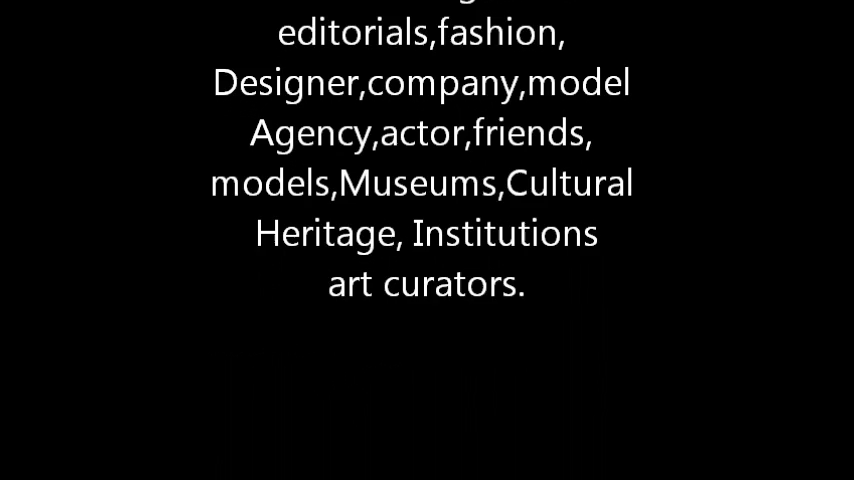 editorials,fashion,
Designer,company,model
Agency,actor,friends,
models,Museums,Cultural
Heritage, Institutions
art curators.